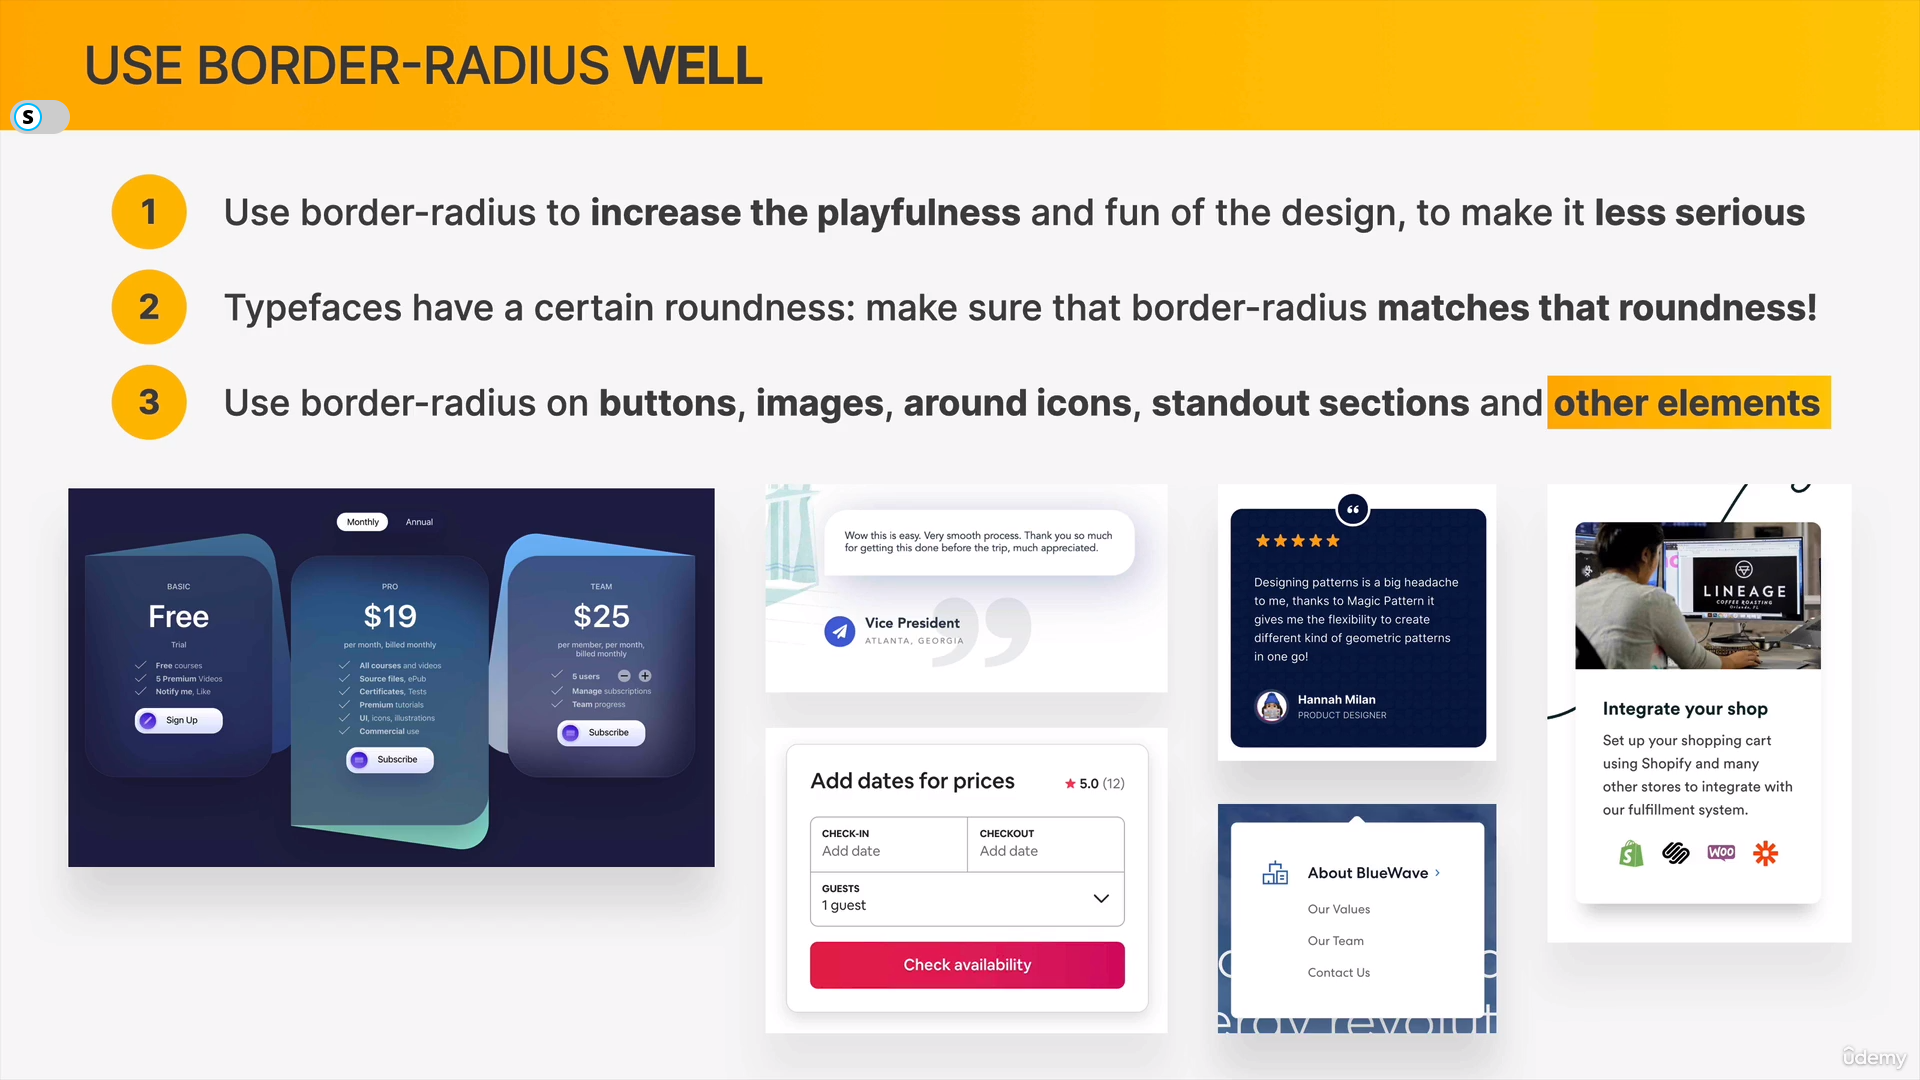 USE BORDER-RADIUS WELL
S
1 Use border-radius to increase the playfulness and fun of the design, to make it less serious
2 Typefaces have a certain roundness: make sure that border-radius matches that roundness!
3 Use border-radius on buttons, images, around icons, standout sections and other elements
Monthly Annual
BASIC
Free
Trial
Free courses
5 Premium Videos
Notify me, Like
Sign Up
PRO
$19
per month, billed monthly
All courses and videos
Source files, ePub
Certificates, Tests
Premium tutorials
UI, icons, illustrations
Commercial use
Subscribe
TEAM
$25
per member, per month,
billed monthly
5 users
Manage subscriptions
Team progress
Subscribe
Wow this is easy. Very smooth process. Thank you so much
for getting this done before the trip, much appreciated.
Vice President
ATLANTA, GEORGIA
Add dates for prices
5.0 (12)
CHECK-IN
Add date
CHECKOUT
Add date
GUESTS
1 guest
Check availability
Designing patterns is a big headache
to me, thanks to Magic Pattern it
gives me the flexibility to create
different kind of geometric patterns
in one go!
Hannah Milan
PRODUCT DESIGNER
About BlueWave ›
Our Values
Our Team
Contact Us
LINEAGE
COFFEE ROASTING
Orlando, FL
Integrate your shop
Set up your shopping cart
using Shopify and many
other stores to integrate with
our fulfillment system.
WOO
ûdemy